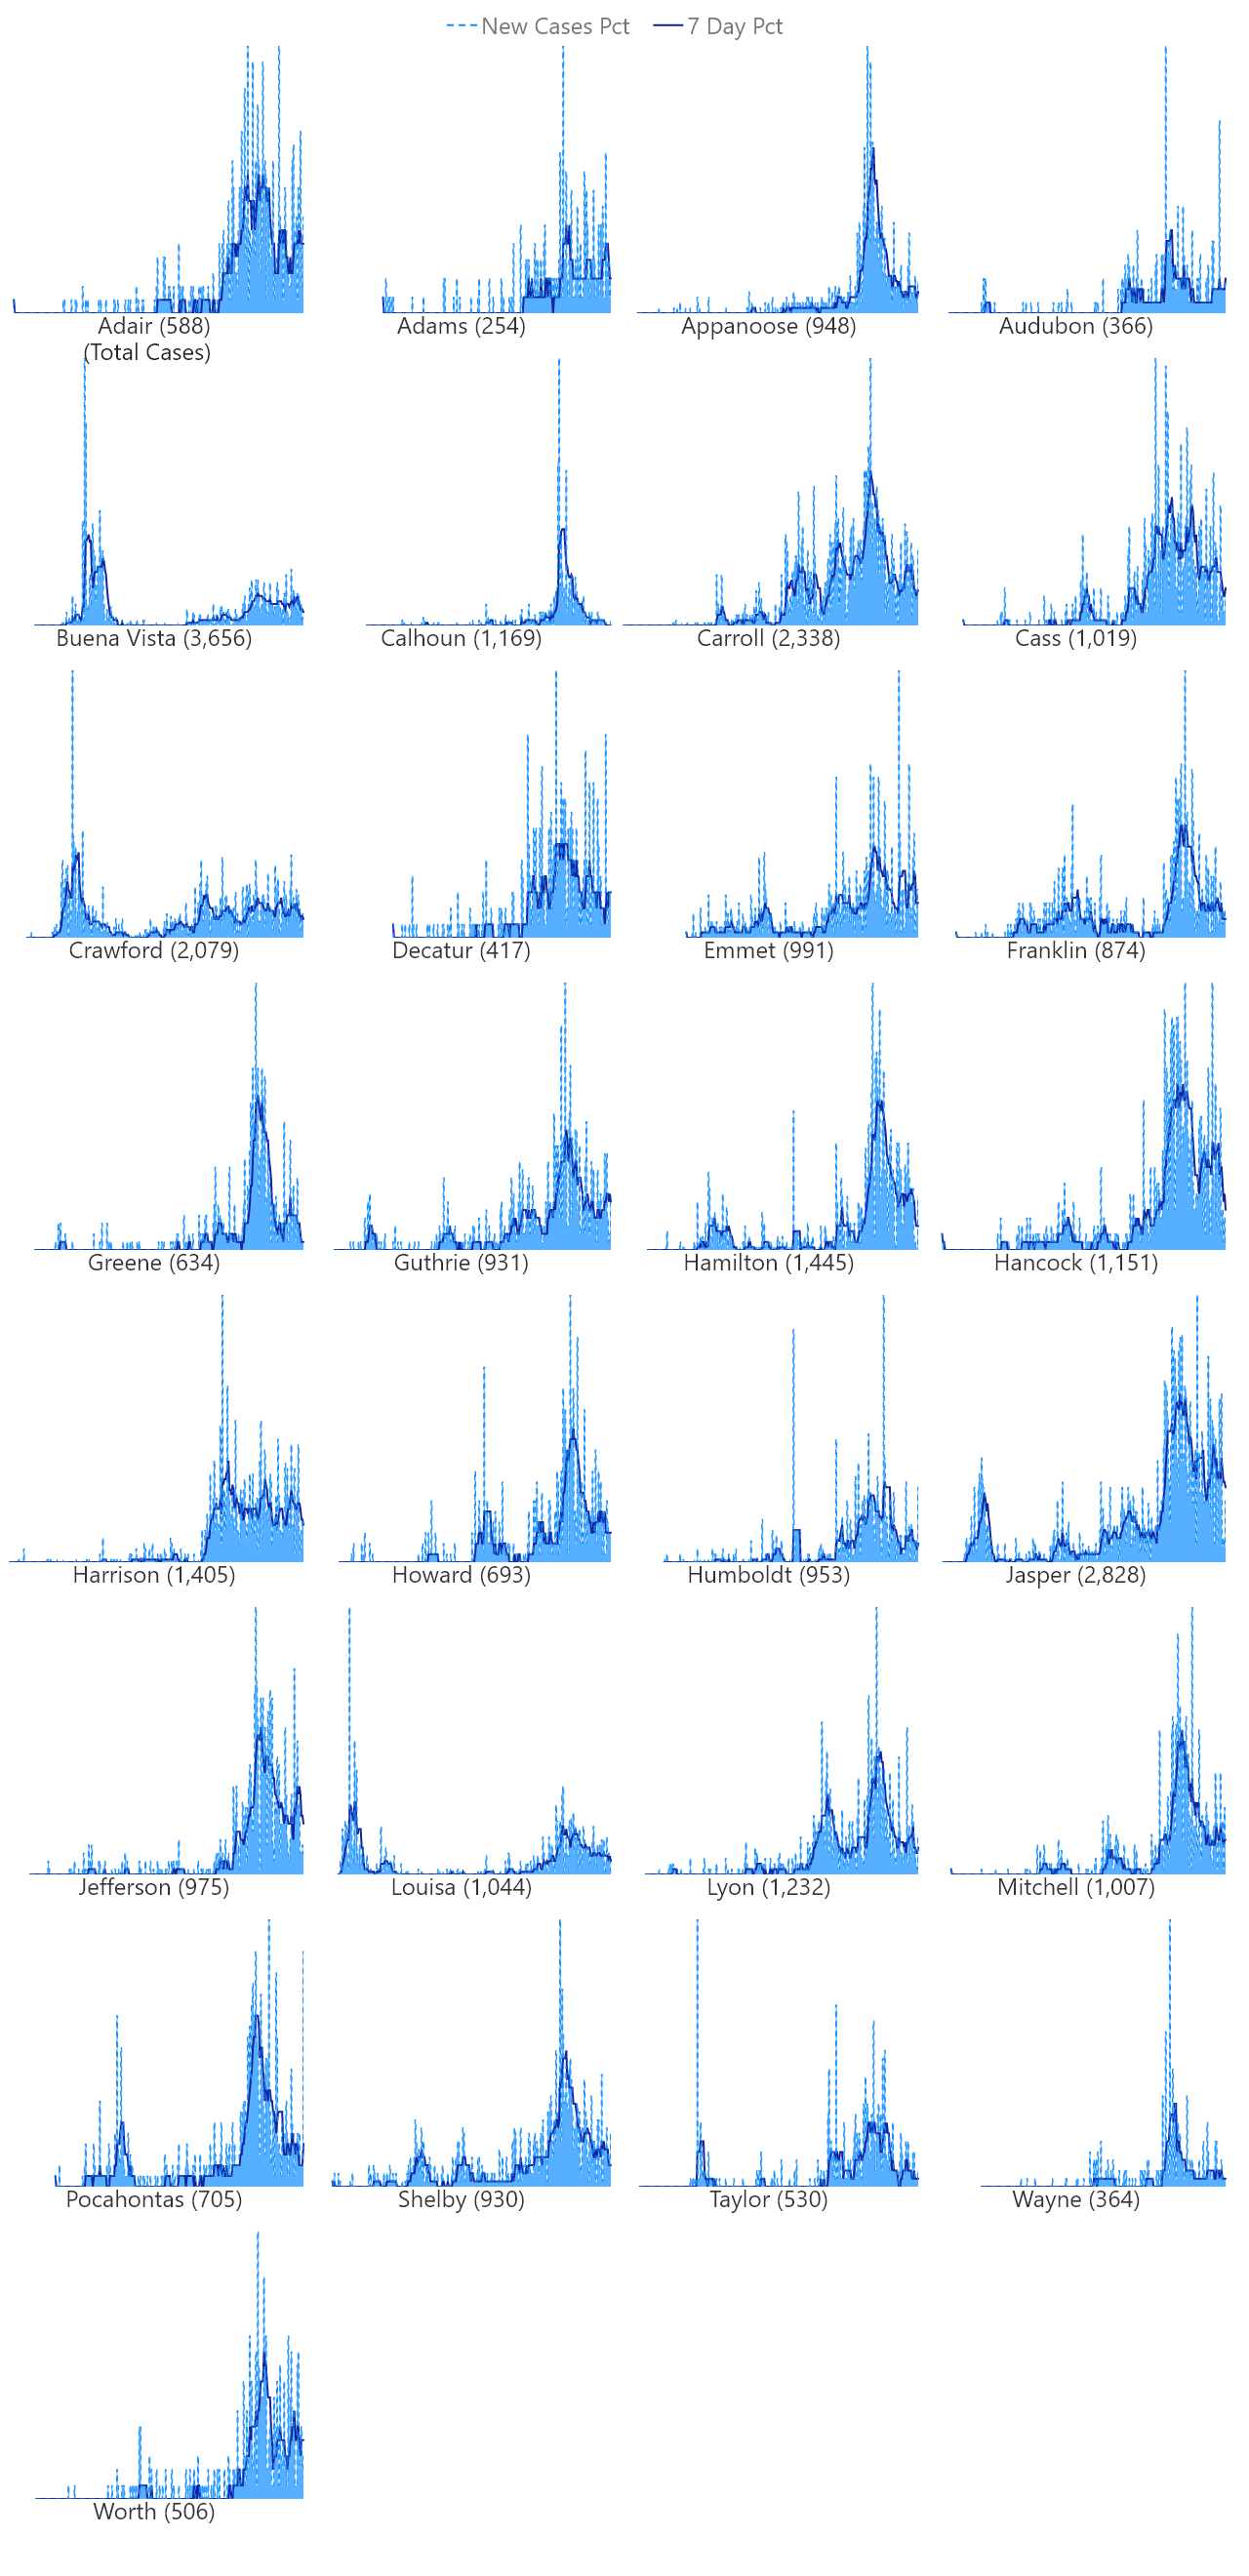 New Cases Pct 7 Day Pct
Adair (588) Adams (254) Appanoose (948) Audubon (366)
(Total Cases)
Buena Vista (3,656) Calhoun (1,169) Carroll (2,338) Cass (1,019)
Crawford (2,079) Decatur (417) Emmet (991) Franklin (874)
Greene (634) Guthrie (931) Hamilton (1,445) Hancock (1,151)
Harrison (1,405) Howard (693) Humboldt (953) Jasper (2,828)
Jefferson (975) Louisa (1,044) Lyon (1,232) Mitchell (1,007)
Pocahontas (705) Shelby (930) Taylor (530) Wayne (364)
Worth (506)